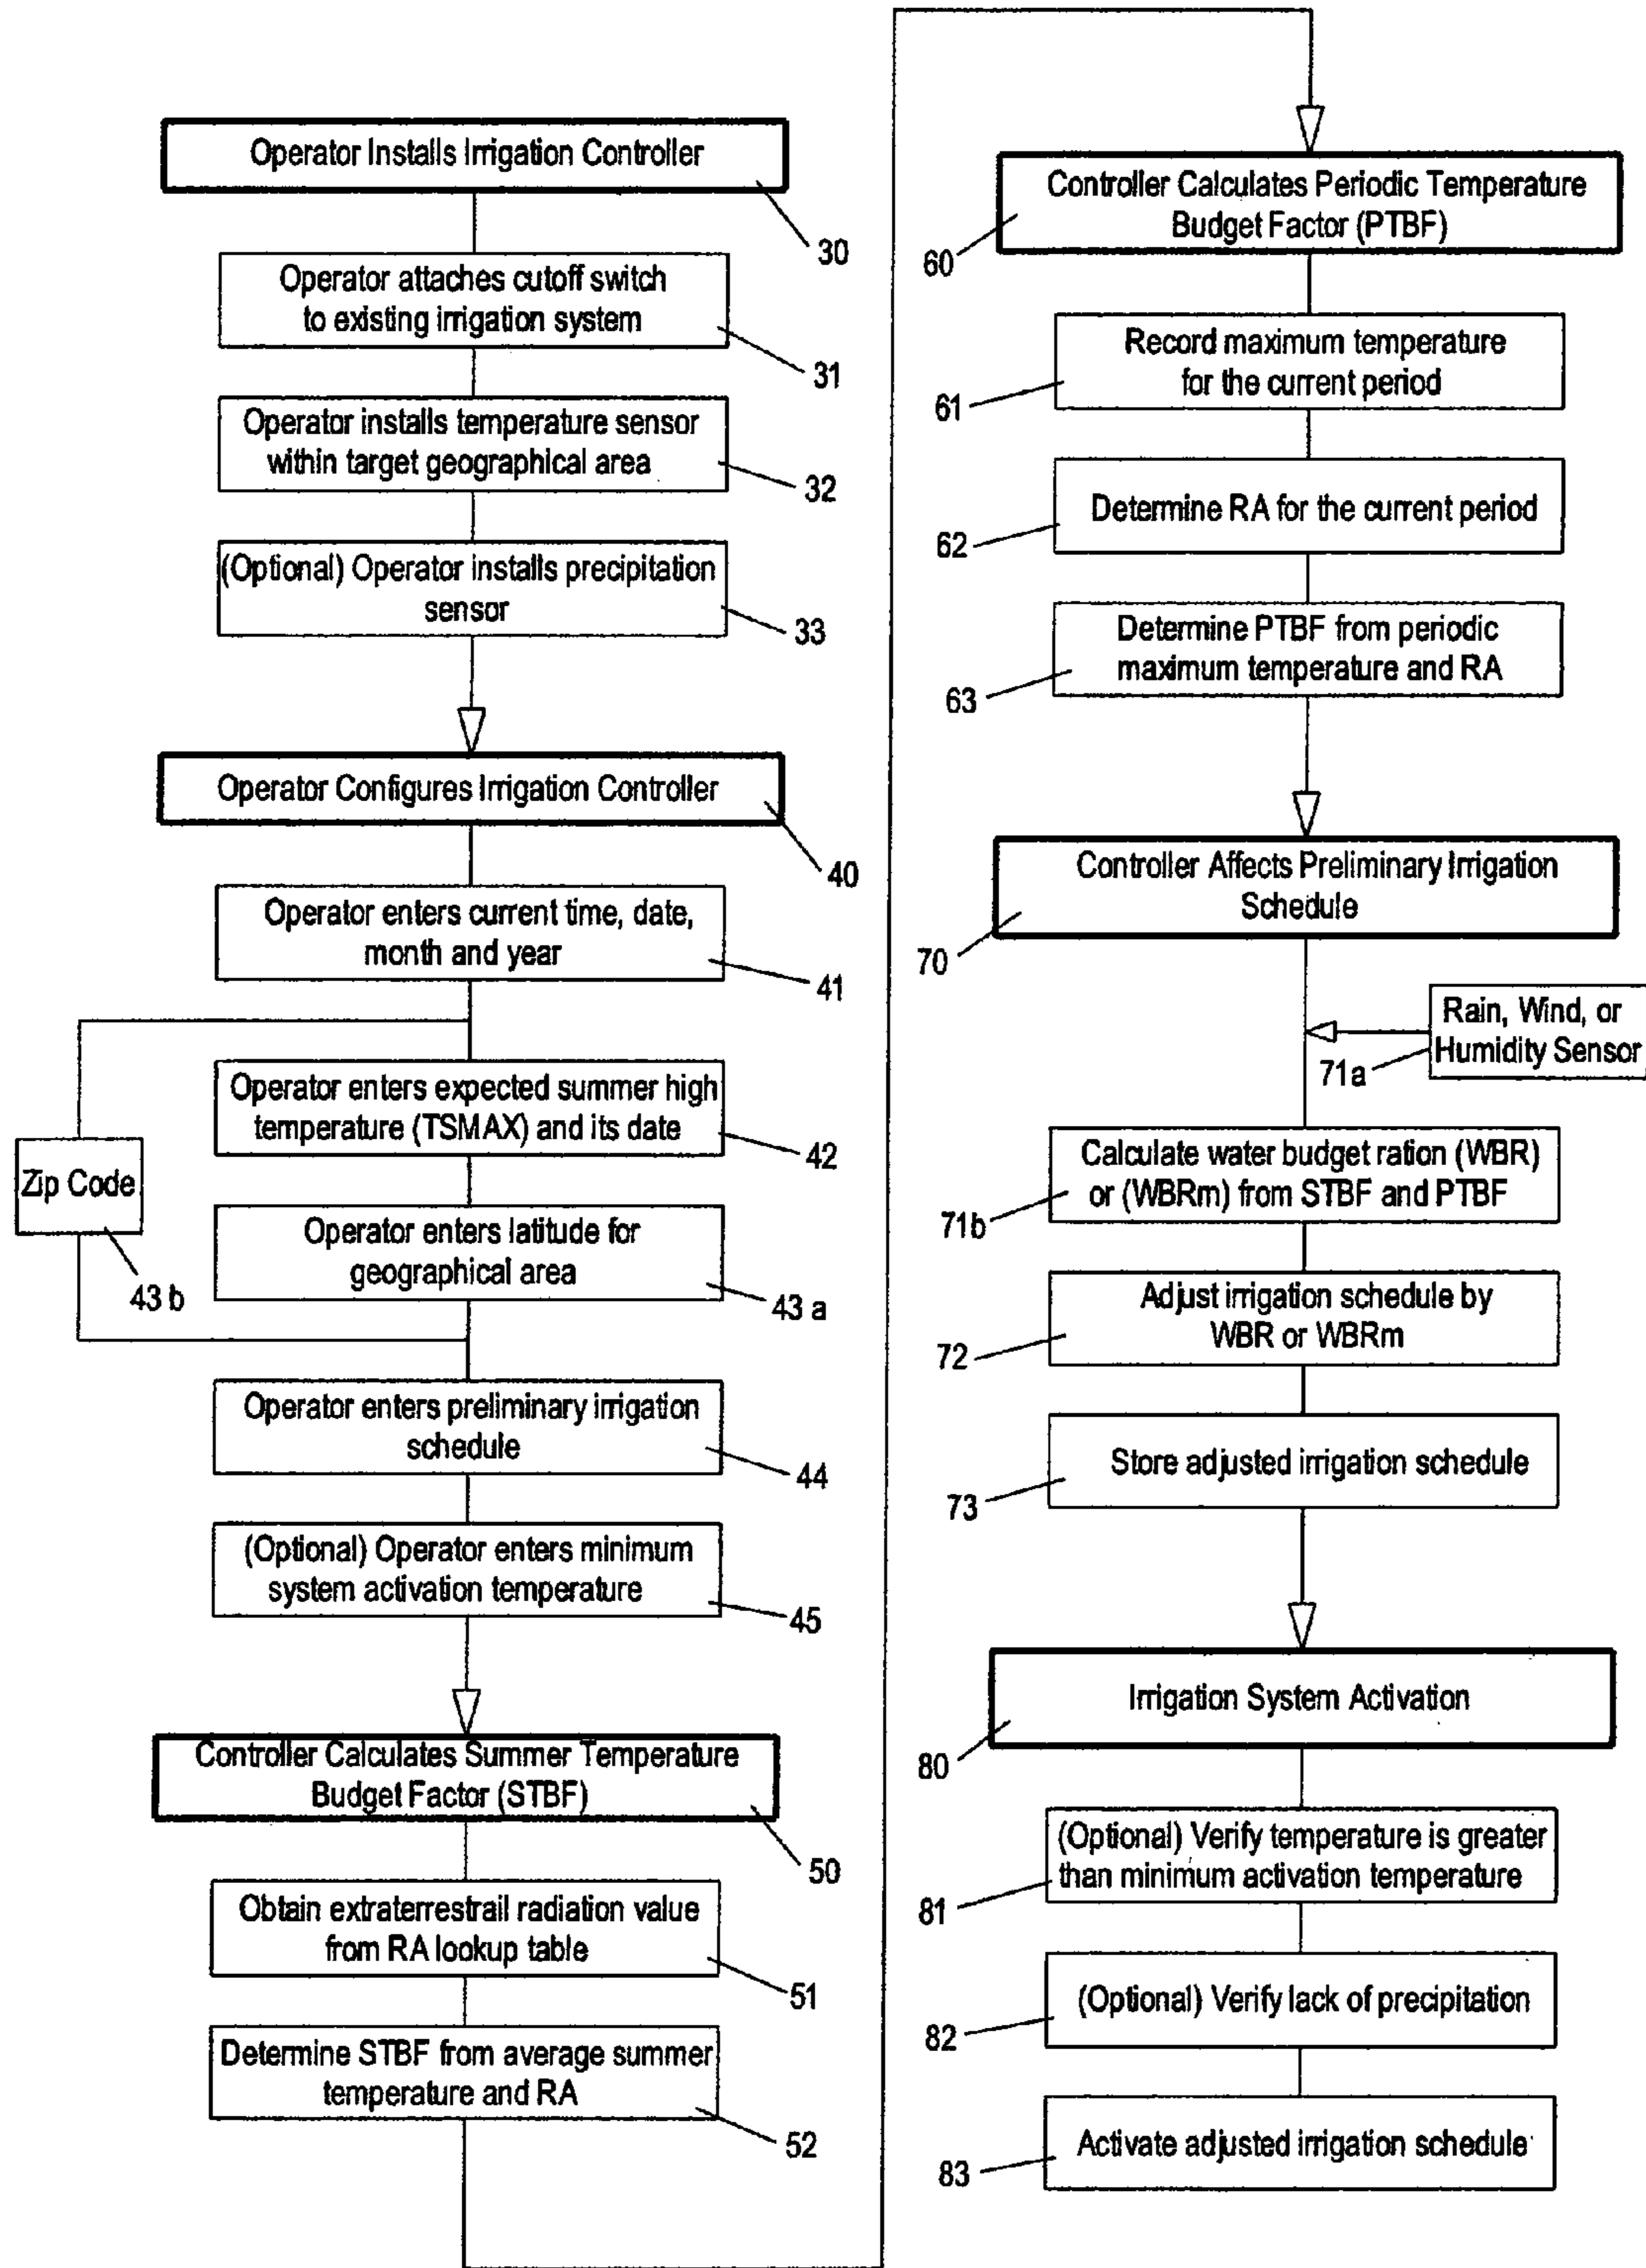 Operator Installs Irrigation Controller
30
Operator attaches cutoff switch
to existing irrigation system
31
Operator installs temperature sensor
within target geographical area
32
(Optional) Operator installs precipitation
sensor
33
Operator Configures Irrigation Controller
40
Operator enters current time, date,
month and year
41
Operator enters expected summer high
temperature (TSMAX) and its date
42
Zip Code
43 b
Operator enters latitude for
geographical area
43 a
Operator enters preliminary irrigation
schedule
44
(Optional) Operator enters minimum
system activation temperature
45
Controller Calculates Summer Temperature
Budget Factor (STBF)
50
Obtain extraterrestrail radiation value
from RA lookup table
51
Determine STBF from average summer
temperature and RA
52
Controller Calculates Periodic Temperature
Budget Factor (PTBF)
60
Record maximum temperature
for the current period
61
Determine RA for the current period
62
Determine PTBF from periodic
maximum temperature and RA
63
Controller Affects Preliminary Irrigation
Schedule
70
Rain, Wind, or
Humidity Sensor
71a
Calculate water budget ration (WBR)
or (WBRm) from STBF and PTBF
71b
Adjust irrigation schedule by
WBR or WBRm
72
Store adjusted irrigation schedule
73
Irrigation System Activation
80
(Optional) Verify temperature is greater
than minimum activation temperature
81
(Optional) Verify lack of precipitation
82
Activate adjusted irrigation schedule
83